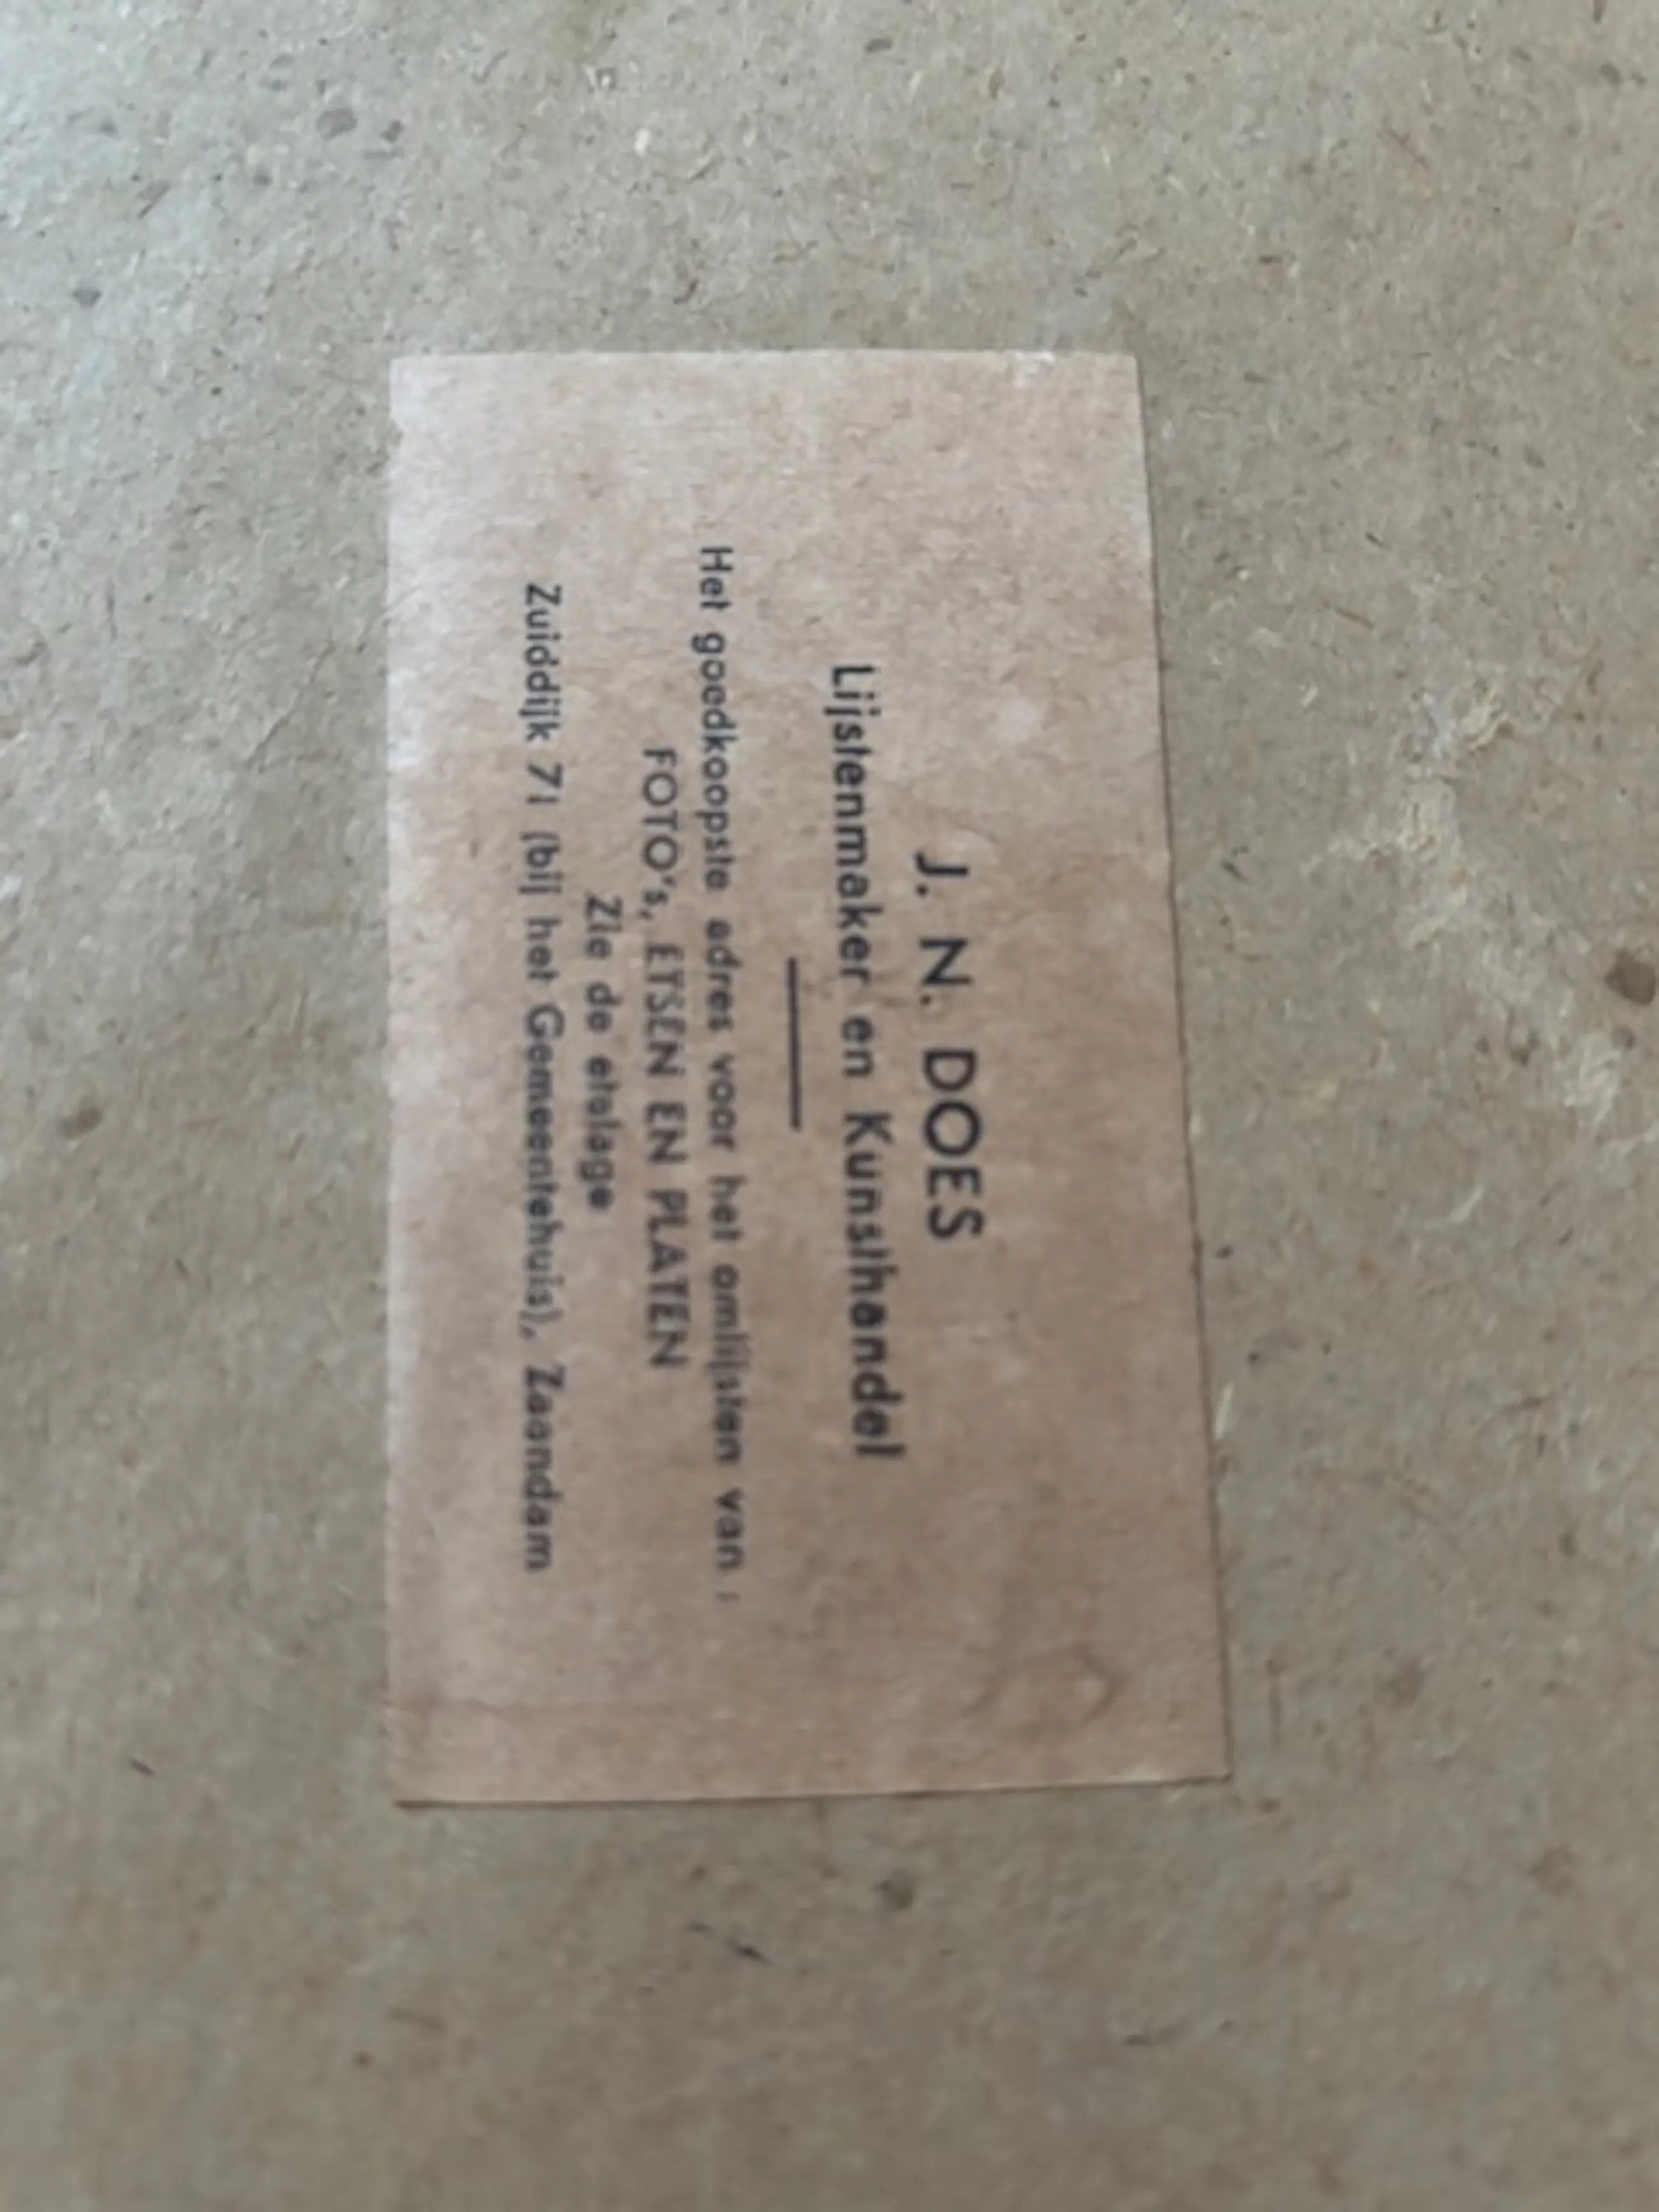 J. N. DOES
Lijstenmaker en Kunsthandel
Het goedkoopste adres voor het omlijsten van :
FOTO's, ETSEN EN PLATEN
Zie de etalage
Zuiddijk 71 (bij het Gemeentehuis), Zaandam